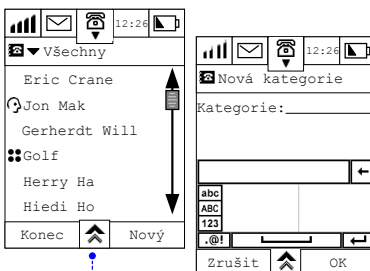 12:26
Všechny
Eric Crane
Jon Mak
Gerherdt Will
Golf
Herry Ha
Hiedi Ho
Konec Nový
12:26
Nová kategorie
Kategorie:
abc
ABC
123
.@!
Zrušit OK